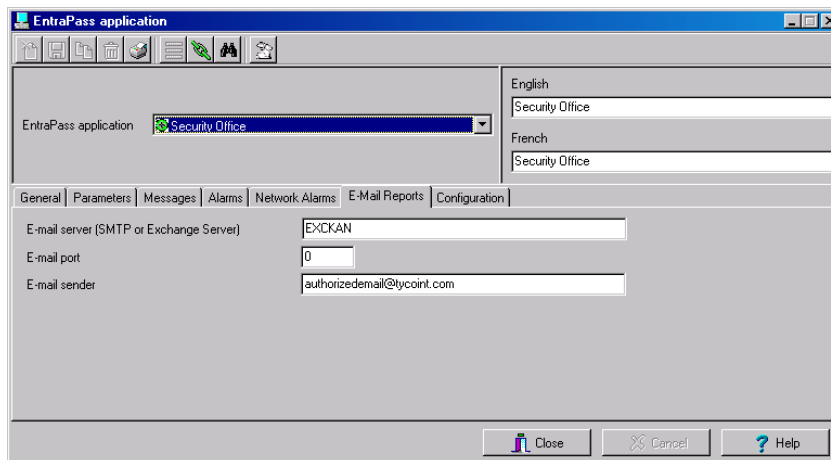 EntraPass application
English
Security Office
EntraPass application
Security Office
French
Security Office
General
Parameters
Messages
Alarms
Network Alarms
E-Mail Reports
Configuration
E-mail server (SMTP or Exchange Server)
EXCKAN
E-mail port
0
E-mail sender
authorizedemail@tycoint.com
Close
Cancel
Help